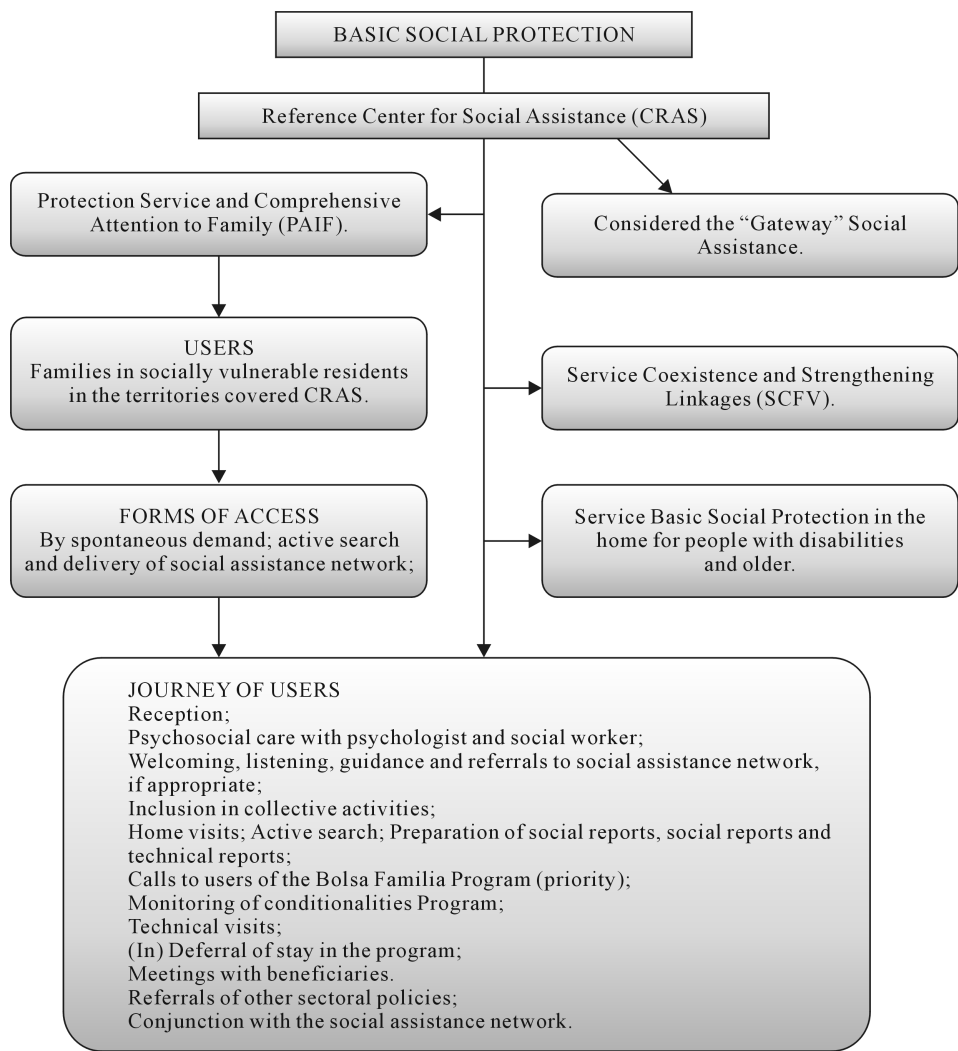 BASIC SOCIAL PROTECTION
Reference Center for Social Assistance (CRAS)
Protection Service and Comprehensive
Attention to Family (PAIF).
Considered the “Gateway” Social
Assistance.
USERS
Families in socially vulnerable residents
in the territories covered CRAS.
Service Coexistence and Strengthening
Linkages (SCFV).
FORMS OF ACCESS
By spontaneous demand; active search
and delivery of social assistance network;
Service Basic Social Protection in the
home for people with disabilities
and older.
JOURNEY OF USERS
Reception;
Psychosocial care with psychologist and social worker;
Welcoming, listening, guidance and referrals to social assistance network,
if appropriate;
Inclusion in collective activities;
Home visits; Active search; Preparation of social reports, social reports and
technical reports;
Calls to users of the Bolsa Familia Program (priority);
Monitoring of conditionalities Program;
Technical visits;
(In) Deferral of stay in the program;
Meetings with beneficiaries.
Referrals of other sectoral policies;
Conjunction with the social assistance network.